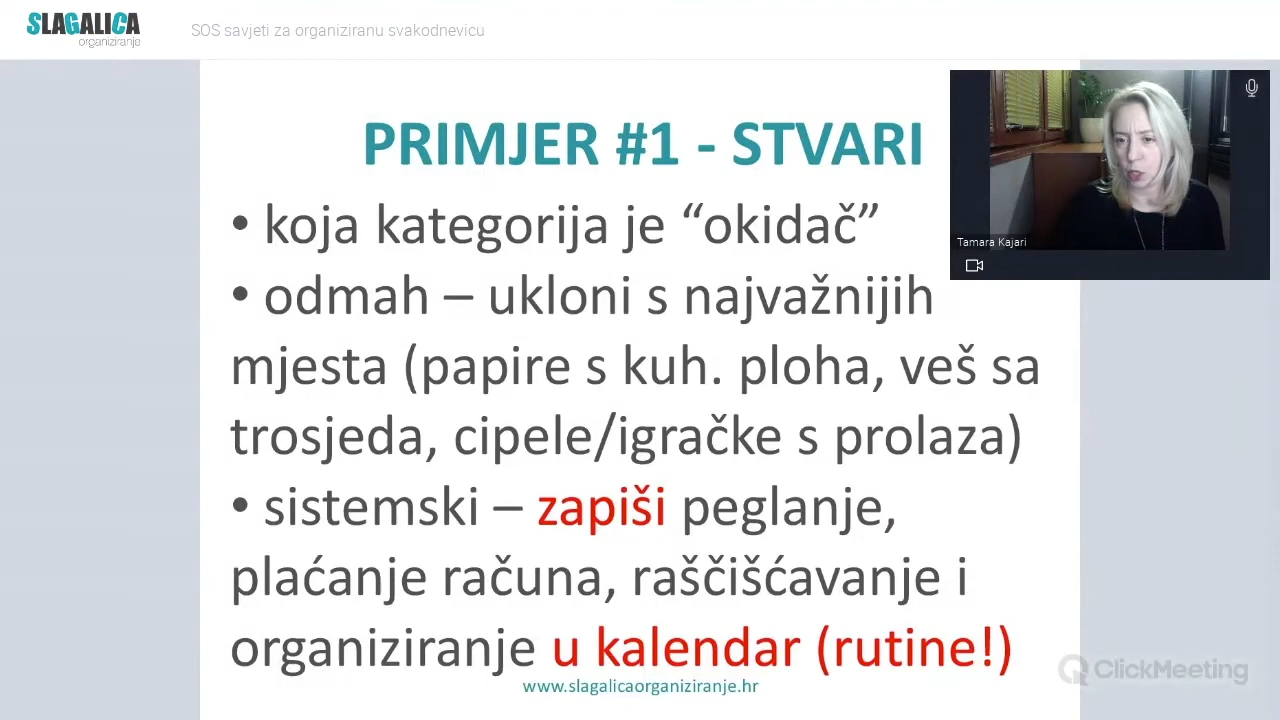 SLAGALICA
organiziranje
SOS savjeti za organiziranu svakodnevicu
PRIMJER #1 - STVARI
• koja kategorija je “okidač”
• odmah – ukloni s najvažnijih
mjesta (papire s kuh. ploha, veš sa
trosjeda, cipele/igračke s prolaza)
• sistemski – zapiši peglanje,
plaćanje računa, raščišćavanje i
organiziranje u kalendar (rutine!)
www.slagalicaorganiziranje.hr
Tamara Kajari
ClickMeeting